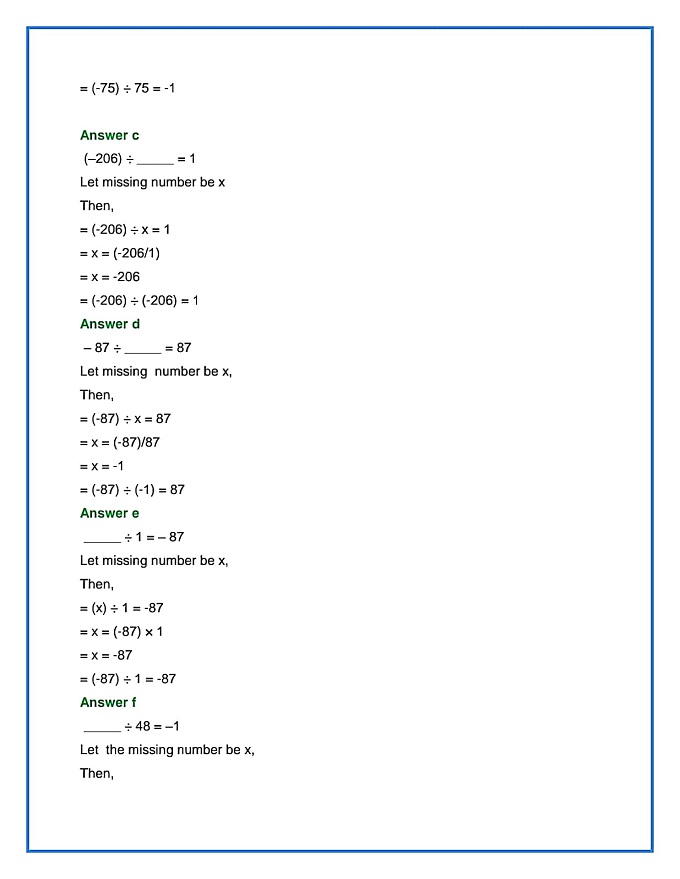 = (-75) ÷ 75 = -1
Answer c
(–206) ÷ _____ = 1
Let missing number be x
Then,
= (-206) ÷ x = 1
= x = (-206/1)
= x = -206
= (-206) ÷ (-206) = 1
Answer d
– 87 ÷ _____ = 87
Let missing  number be x,
Then,
= (-87) ÷ x = 87
= x = (-87)/87
= x = -1
= (-87) ÷ (-1) = 87
Answer e
_____ ÷ 1 = – 87
Let missing number be x,
Then,
= (x) ÷ 1 = -87
= x = (-87) × 1
= x = -87
= (-87) ÷ 1 = -87
Answer f
_____ ÷ 48 = –1
Let  the missing number be x,
Then,